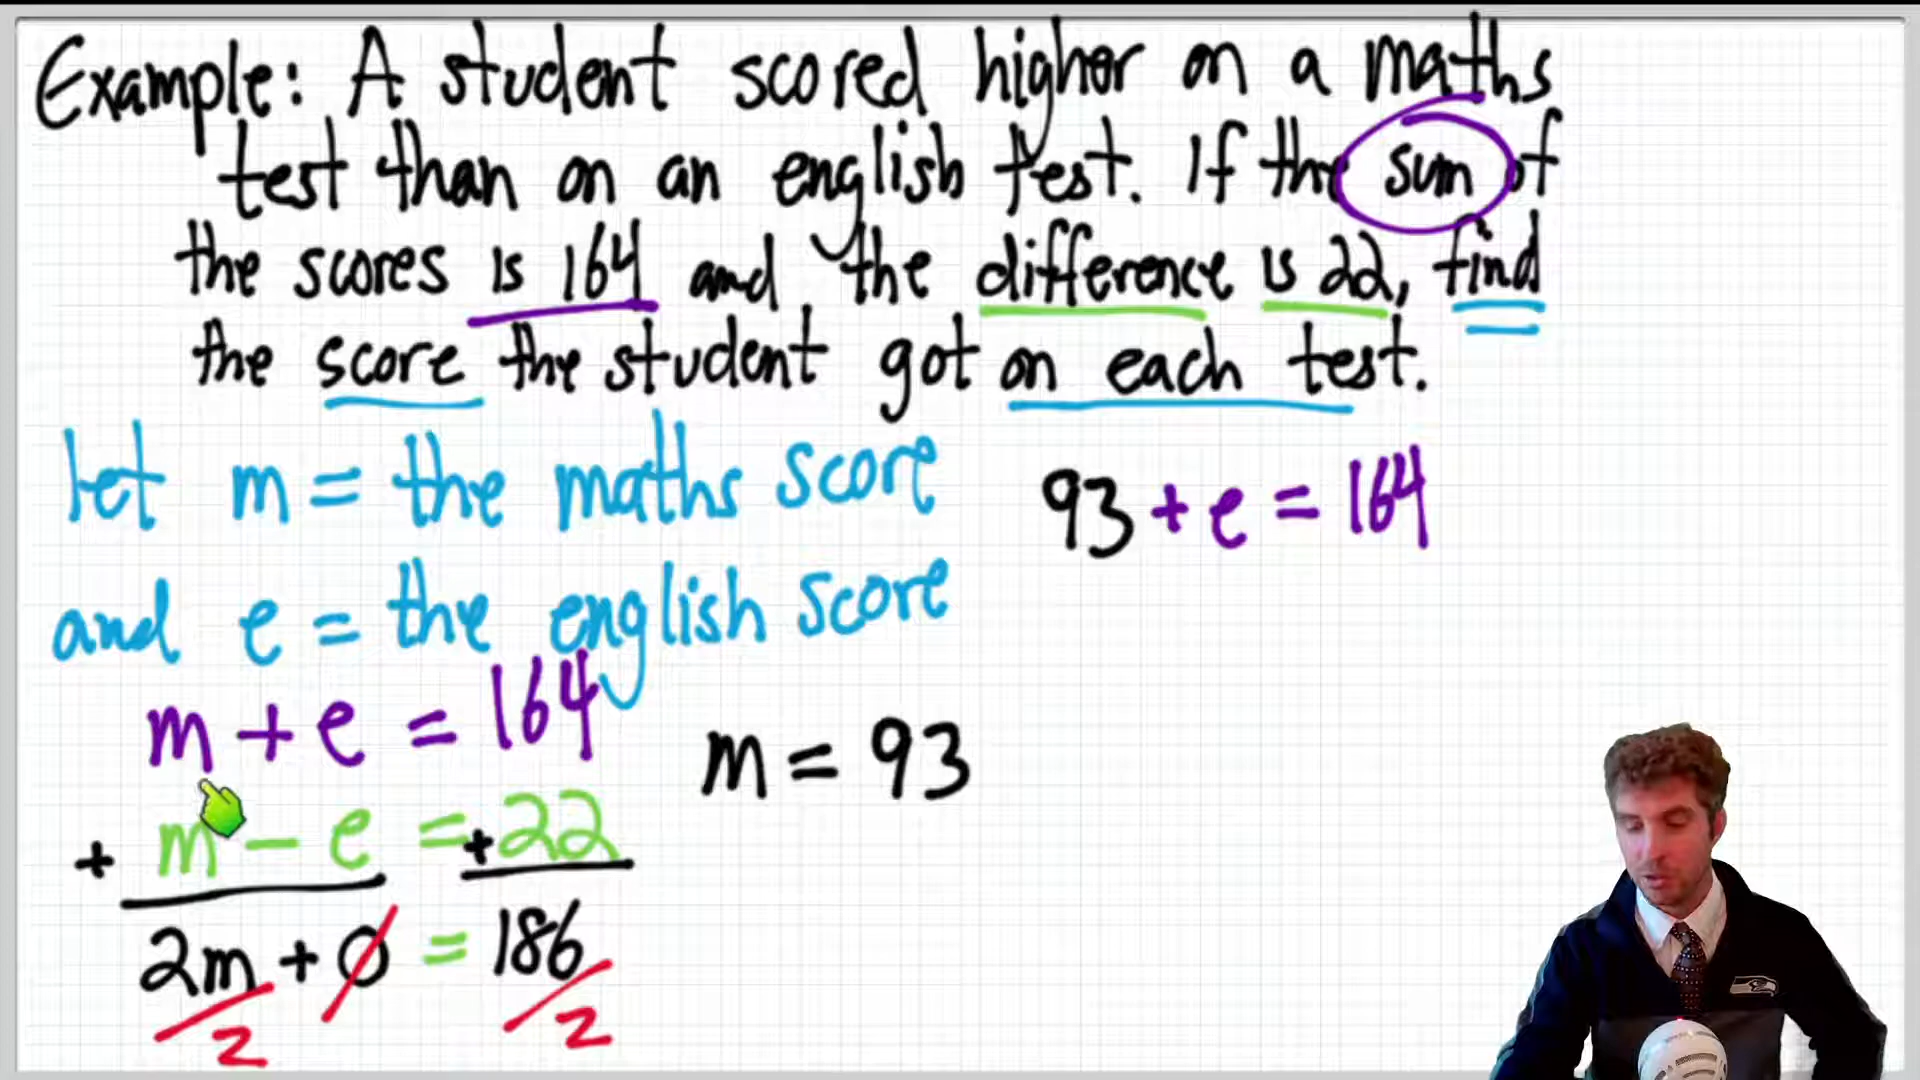 Example: A student scored higher on a maths
test than on an english test. If the sum of
the scores is 164 and the difference is 22, find
the score the student got on each test.
let m = the maths score
and e = the english score
m + e = 164
+ m - e = + 22
2m + 0 = 186
2 2
m = 93
93 + e = 164